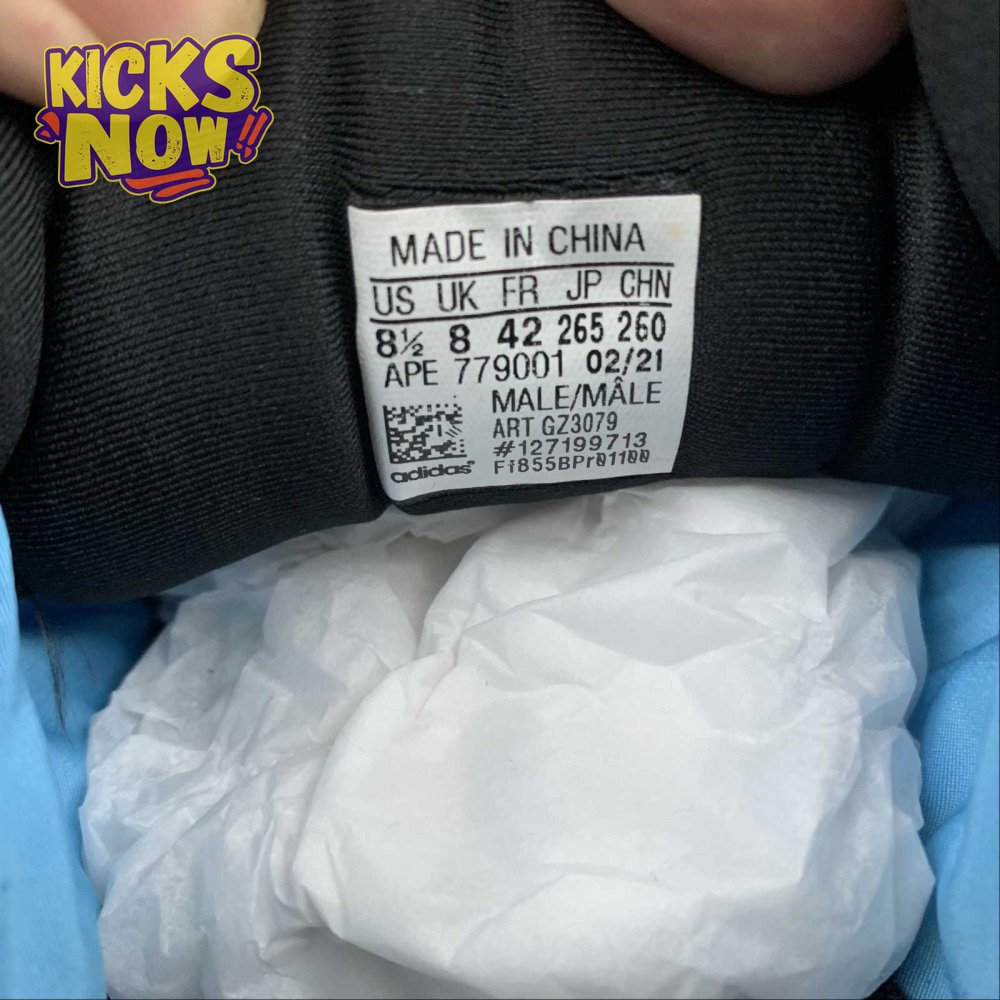 KICKS
NOW!!
MADE IN CHINA
US UK FR JP CHN
8½ 8 42 265 260
APE 779001 02/21
MALE/MÂLE
ART GZ3079
#127199713
Ff855BPr01100
adidas